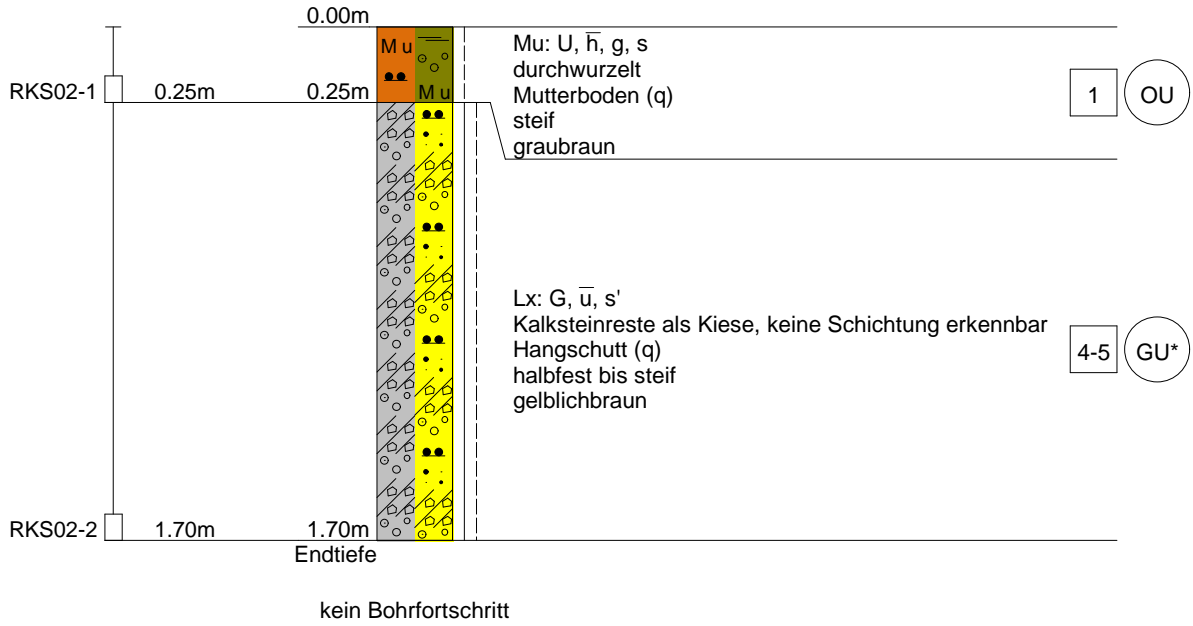 0.00m
M u
M u
RKS02-1
0.25m
0.25m
Mu: U, h̅, g, s
durchwurzelt
Mutterboden (q)
steif
graubraun
1
OU
Lx: G, u̅, s'
Kalksteinreste als Kiese, keine Schichtung erkennbar
Hangschutt (q)
halbfest bis steif
gelblichbraun
4-5
GU*
RKS02-2
1.70m
1.70m
Endtiefe
kein Bohrfortschritt